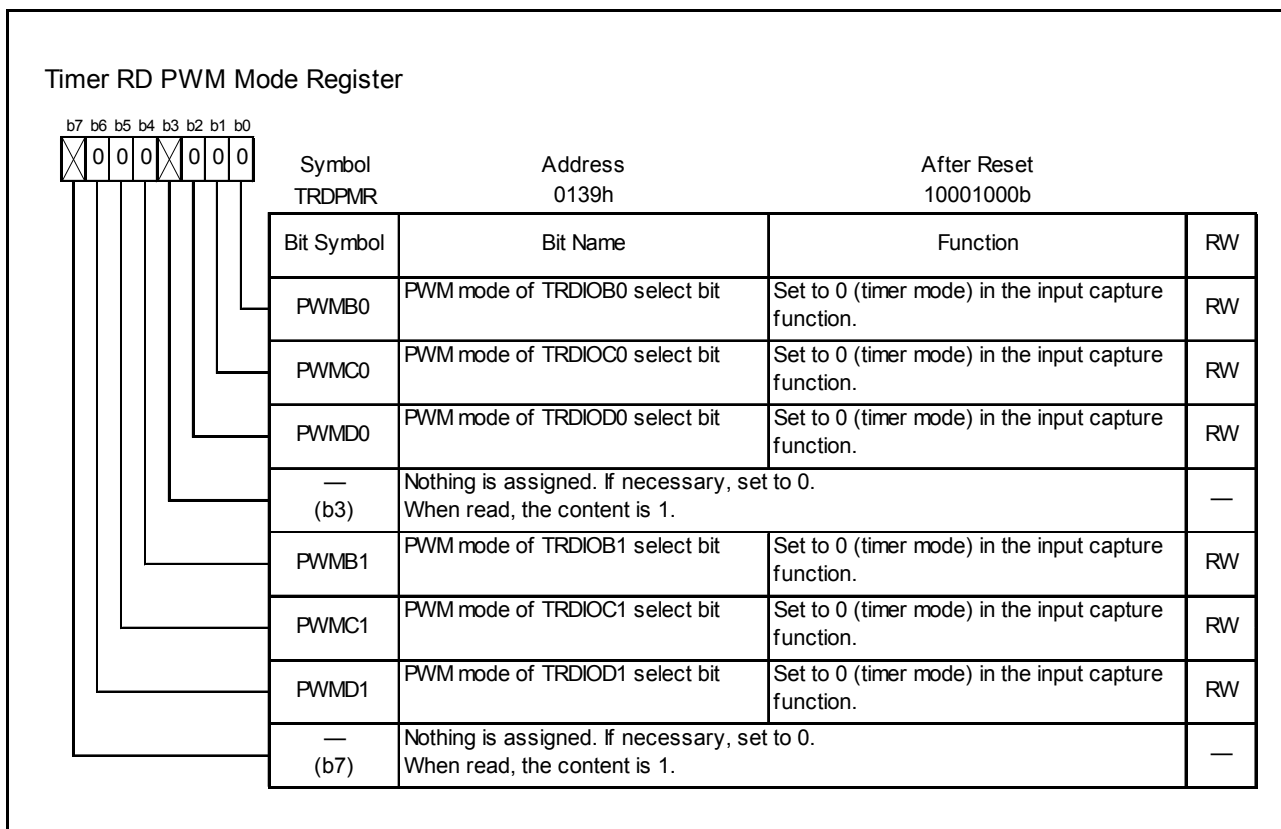 Timer RD PWM Mode Register
b7 b6 b5 b4 b3 b2 b1 b0
0 0 0 0 0 0
Symbol Address After Reset
TRDPMR 0139h 10001000b
Bit Symbol Bit Name Function RW
PWMB0 PWM mode of TRDIOB0 select bit Set to 0 (timer mode) in the input capture
function. RW
PWMC0 PWM mode of TRDIOC0 select bit Set to 0 (timer mode) in the input capture
function. RW
PWMD0 PWM mode of TRDIOD0 select bit Set to 0 (timer mode) in the input capture
function. RW
— Nothing is assigned. If necessary, set to 0.
(b3) When read, the content is 1. —
PWMB1 PWM mode of TRDIOB1 select bit Set to 0 (timer mode) in the input capture
function. RW
PWMC1 PWM mode of TRDIOC1 select bit Set to 0 (timer mode) in the input capture
function. RW
PWMD1 PWM mode of TRDIOD1 select bit Set to 0 (timer mode) in the input capture
function. RW
— Nothing is assigned. If necessary, set to 0.
(b7) When read, the content is 1. —